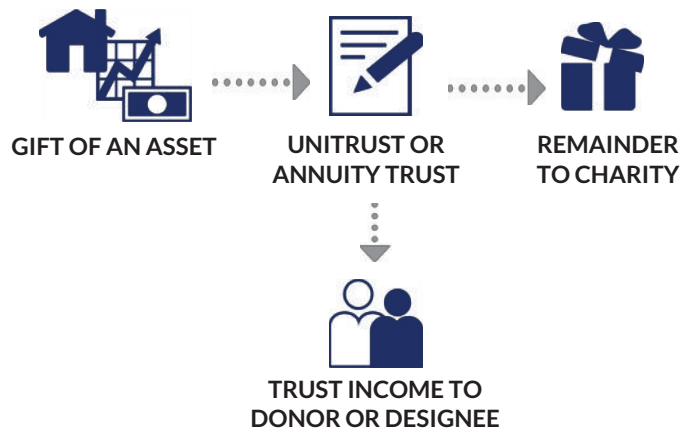 GIFT OF AN ASSET
UNITRUST OR
ANNUITY TRUST
REMAINDER
TO CHARITY
TRUST INCOME TO
DONOR OR DESIGNEE